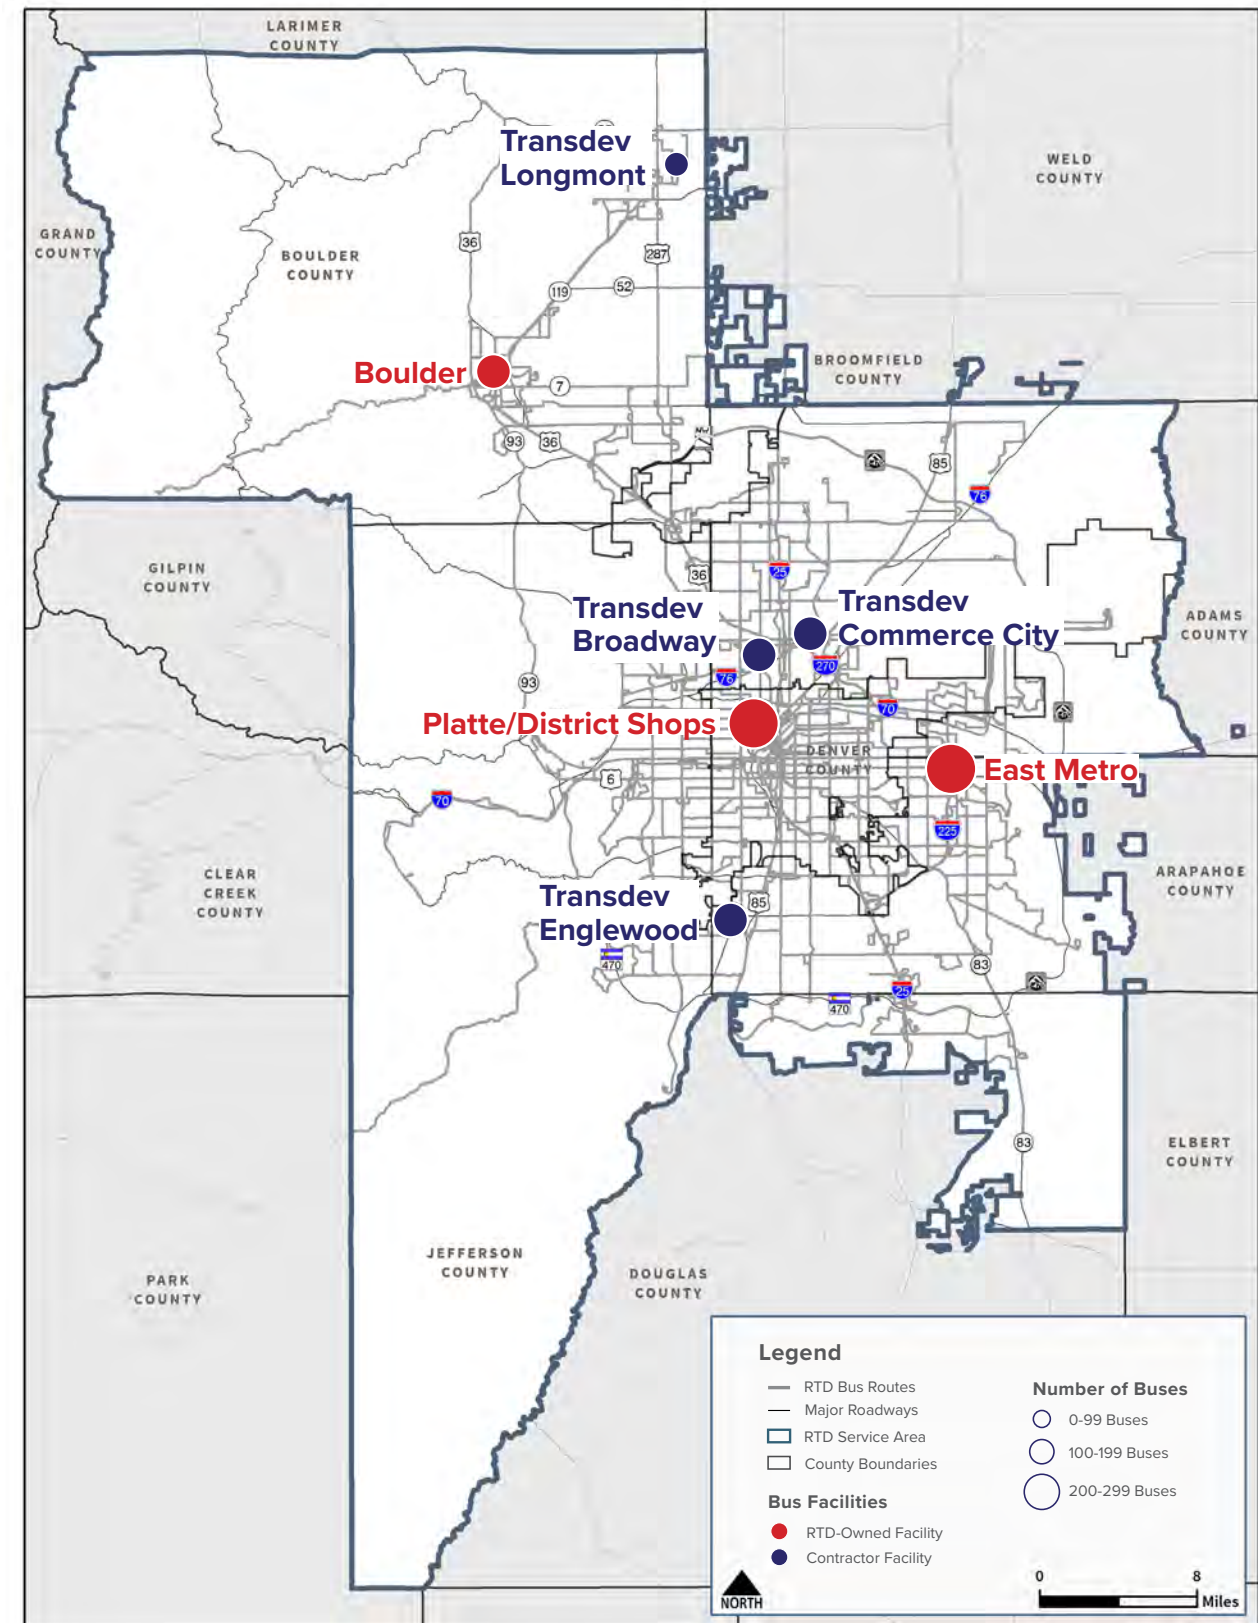 LARIMER
COUNTY
Transdev
Longmont
WELD
COUNTY
GRAND
COUNTY
BOULDER
COUNTY
36
287
119
52
BROOMFIELD
COUNTY
Boulder
7
93
36
85
76
GILPIN
COUNTY
36
25
Transdev
Broadway
Transdev
Commerce City
ADAMS
COUNTY
270
76
93
70
Platte/District Shops
DENVER
COUNTY
East Metro
6
70
225
CLEAR
CREEK
COUNTY
ARAPAHOE
COUNTY
Transdev
Englewood
85
470
83
25
470
83
ELBERT
COUNTY
JEFFERSON
COUNTY
DOUGLAS
COUNTY
PARK
COUNTY
Legend
RTD Bus Routes
Major Roadways
RTD Service Area
County Boundaries
Bus Facilities
RTD-Owned Facility
Contractor Facility
Number of Buses
0-99 Buses
100-199 Buses
200-299 Buses
NORTH
0 8
Miles